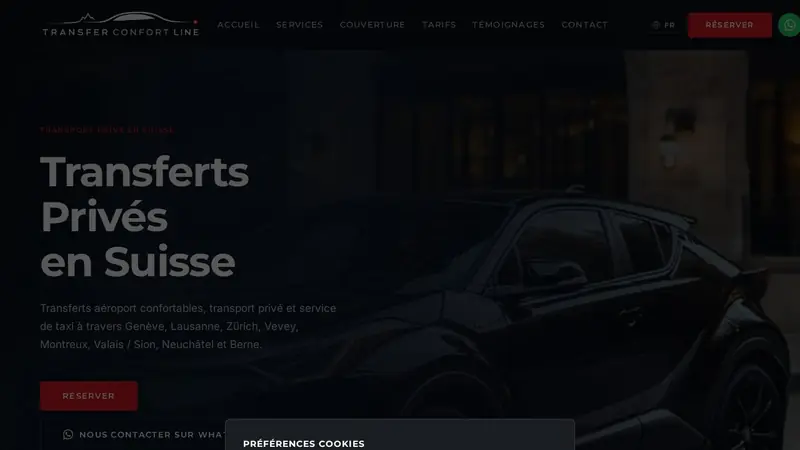 TRANSFER CONFORT LINE
ACCUEIL
SERVICES
COUVERTURE
TARIFS
TÉMOIGNAGES
CONTACT
FR
RÉSERVER
Transferts
Privés
en Suisse
Transferts aéroport confortables, transport privé et service
de taxi à travers Genève, Lausanne, Zürich, Vevey,
Montreux, Valais / Sion, Neuchâtel et Berne.
RÉSERVER
NOUS CONTACTER SUR
PRÉFÉRENCES COOKIES